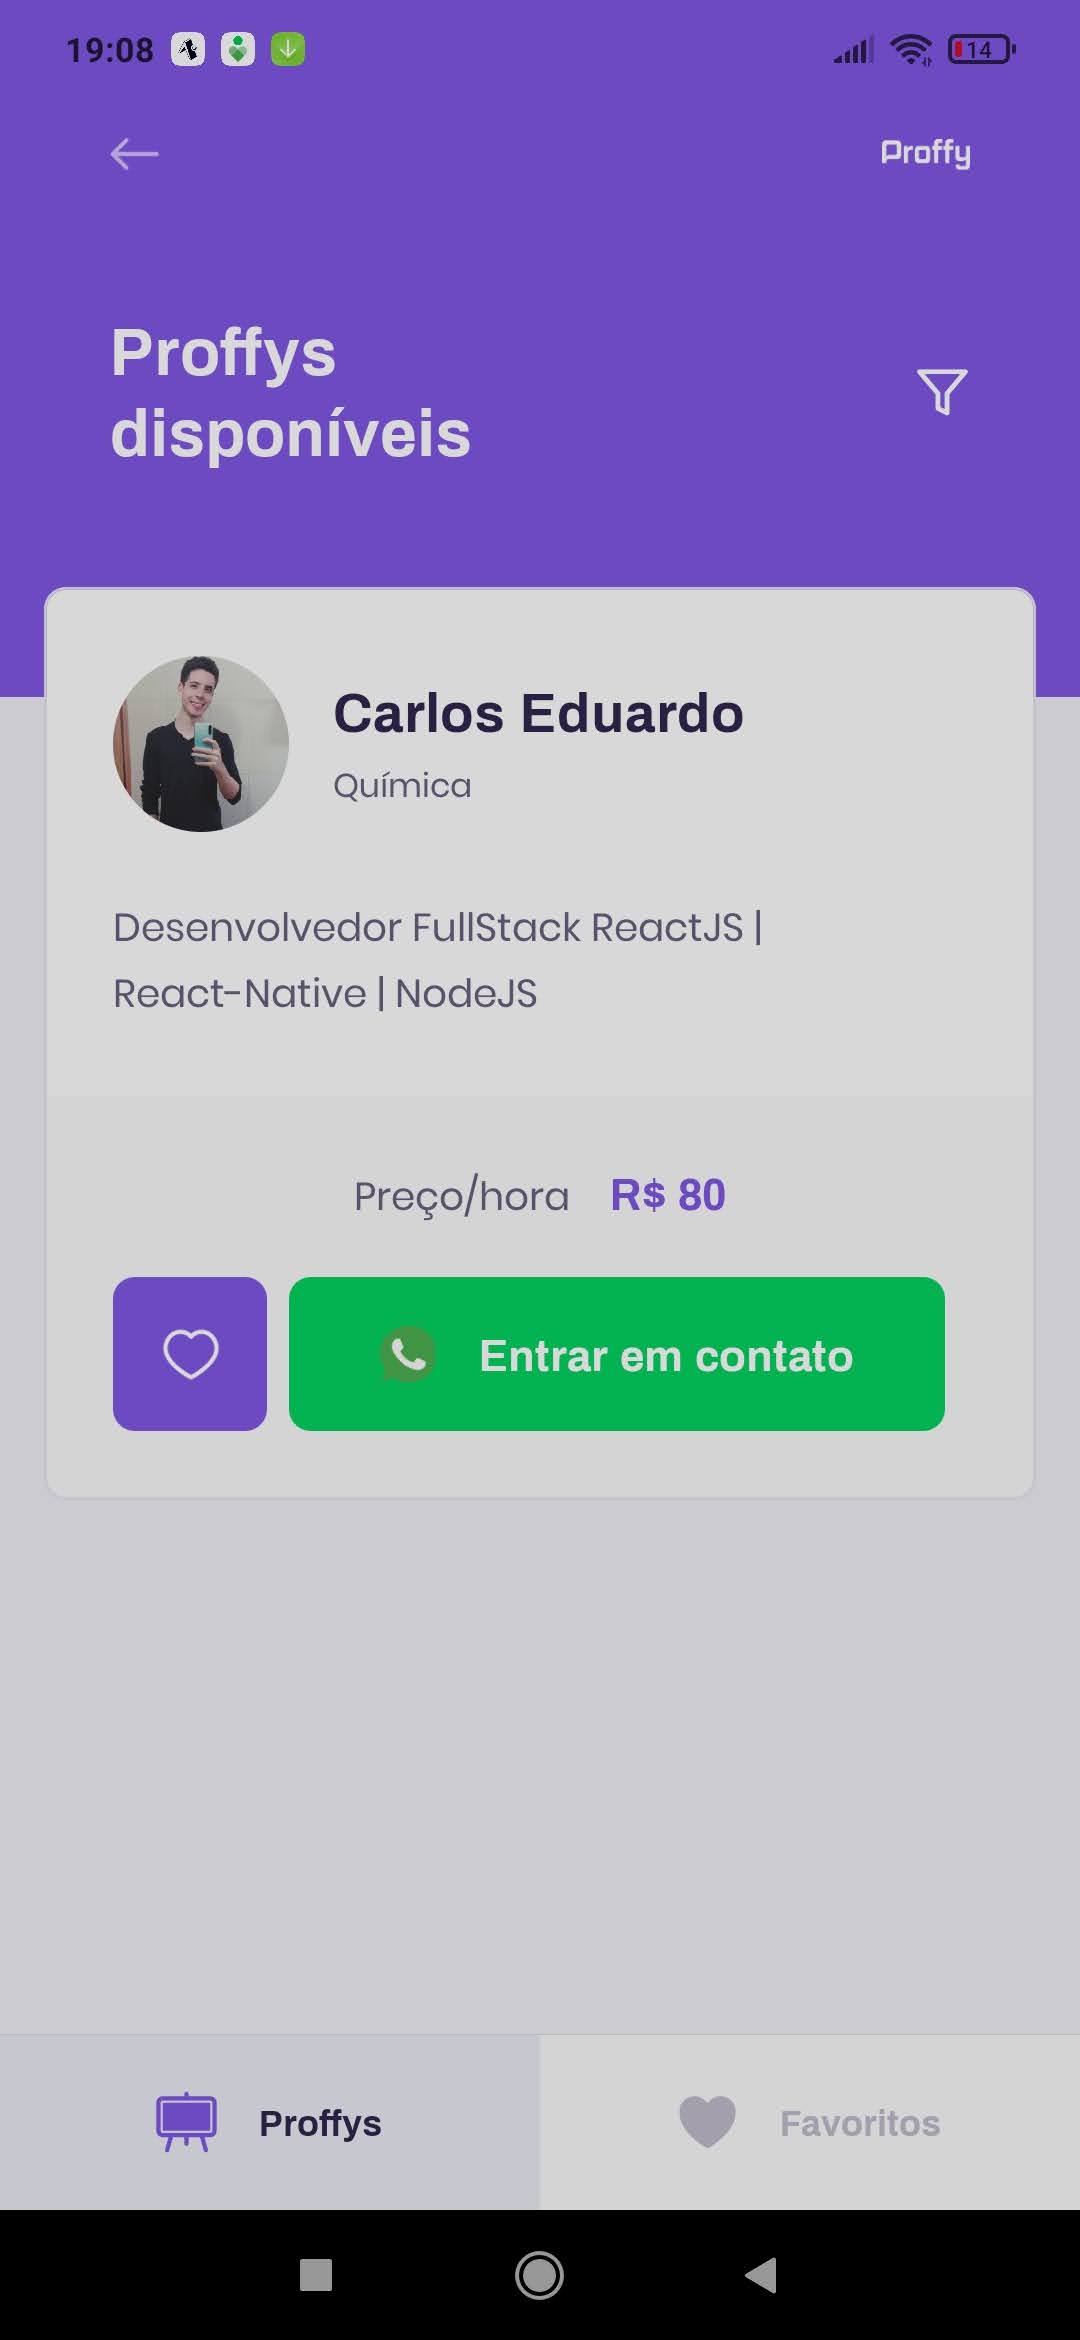 19:08
14
Proffy
Proffys
disponíveis
Carlos Eduardo
Química
Desenvolvedor FullStack ReactJS |
React-Native | NodeJS
Preço/hora R$ 80
Entrar em contato
Proffys
Favoritos